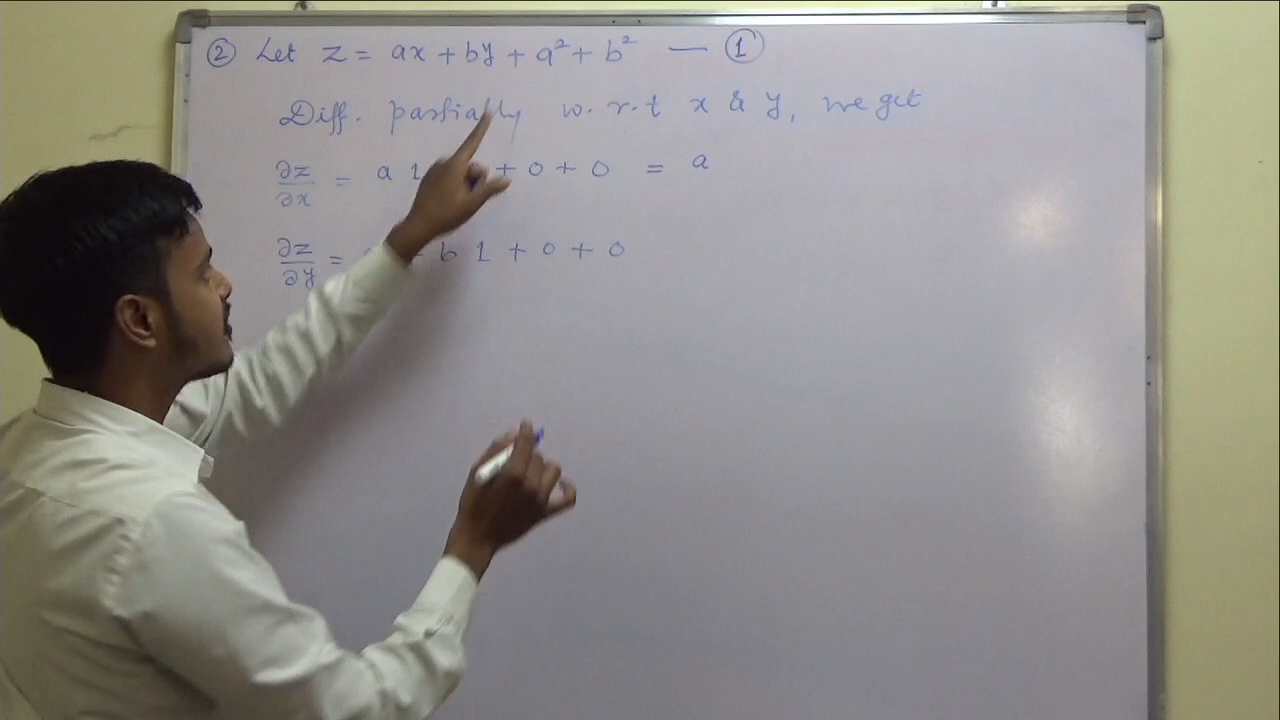 ② Let z = ax + by + a² + b² — ①
Diff. partially w.r.t x & y, we get
∂z/∂x = a 1 + 0 + 0 = a
∂z/∂y = b 1 + 0 + 0